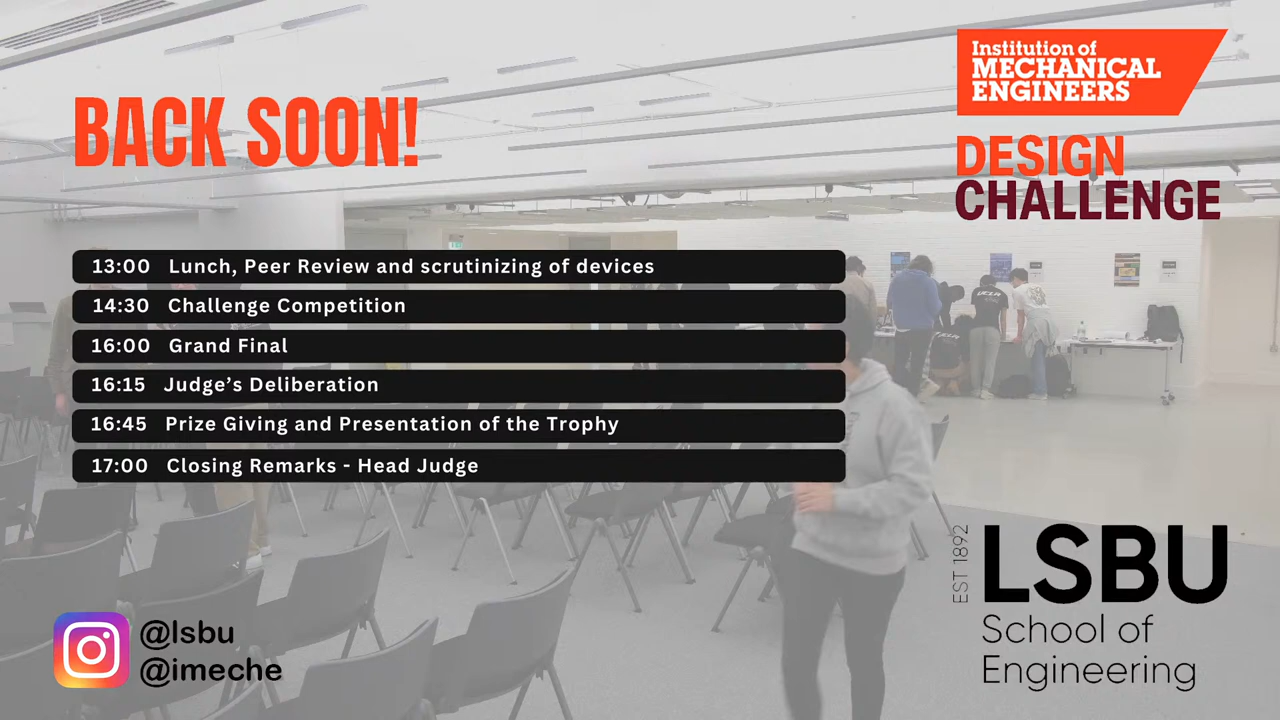 BACK SOON!
Institution of
MECHANICAL
ENGINEERS
DESIGN
CHALLENGE
13:00 Lunch, Peer Review and scrutinizing of devices
14:30 Challenge Competition
16:00 Grand Final
16:15 Judge’s Deliberation
16:45 Prize Giving and Presentation of the Trophy
17:00 Closing Remarks - Head Judge
EST 1892
LSBU
School of
Engineering
@lsbu
@imeche